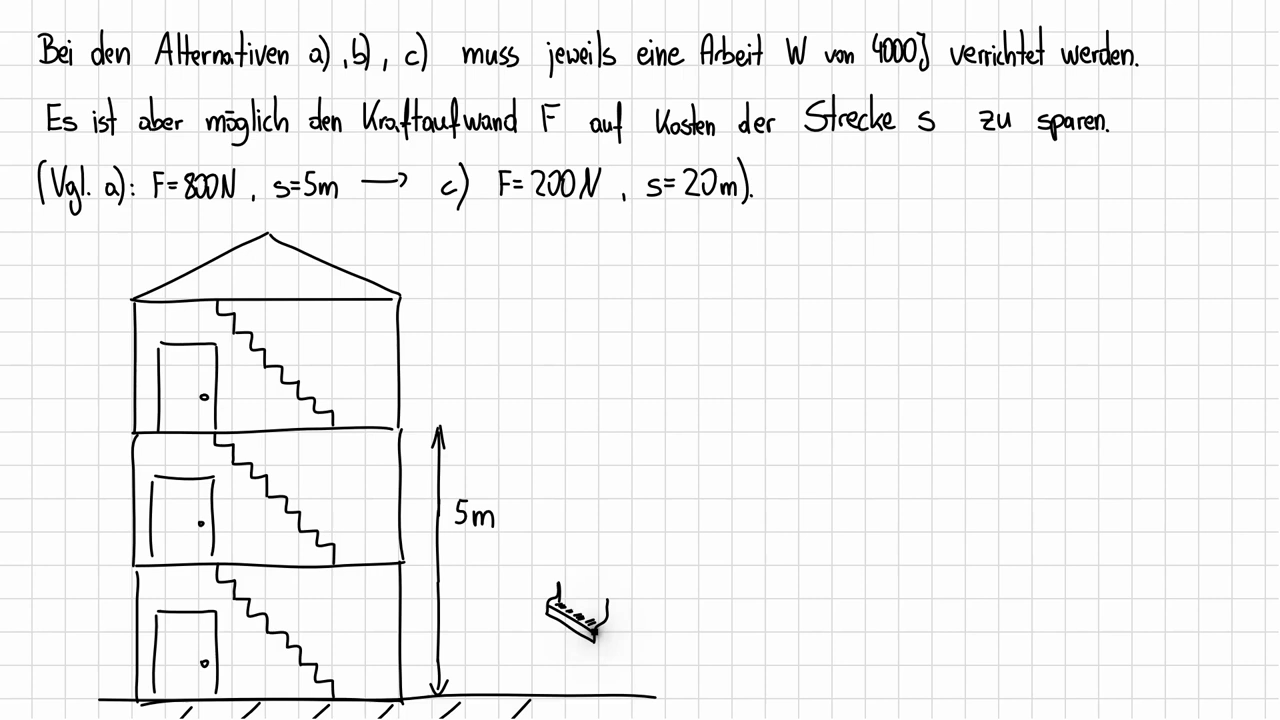 Bei den Alternativen a), b), c) muss jeweils eine Arbeit W von 4000J verrichtet werden.
Es ist aber möglich den Kraftaufwand F auf Kosten der Strecke s zu sparen.
(Vgl. a): F=800N, s=5m → c) F=200N, s=20m).
5m